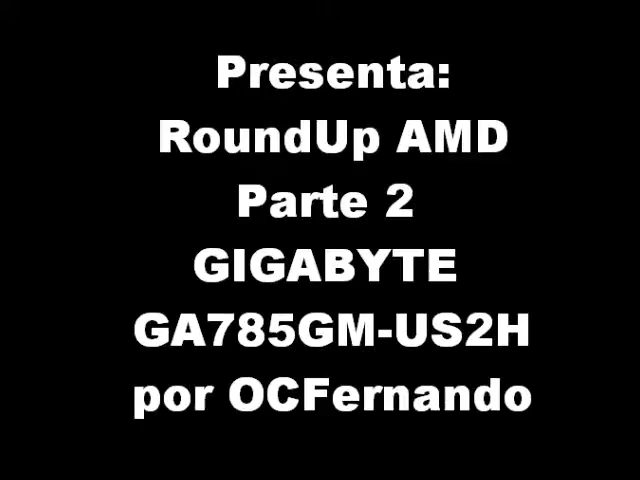 Presenta:
RoundUp AMD
Parte 2
GIGABYTE
GA785GM-US2H
por OCFernando